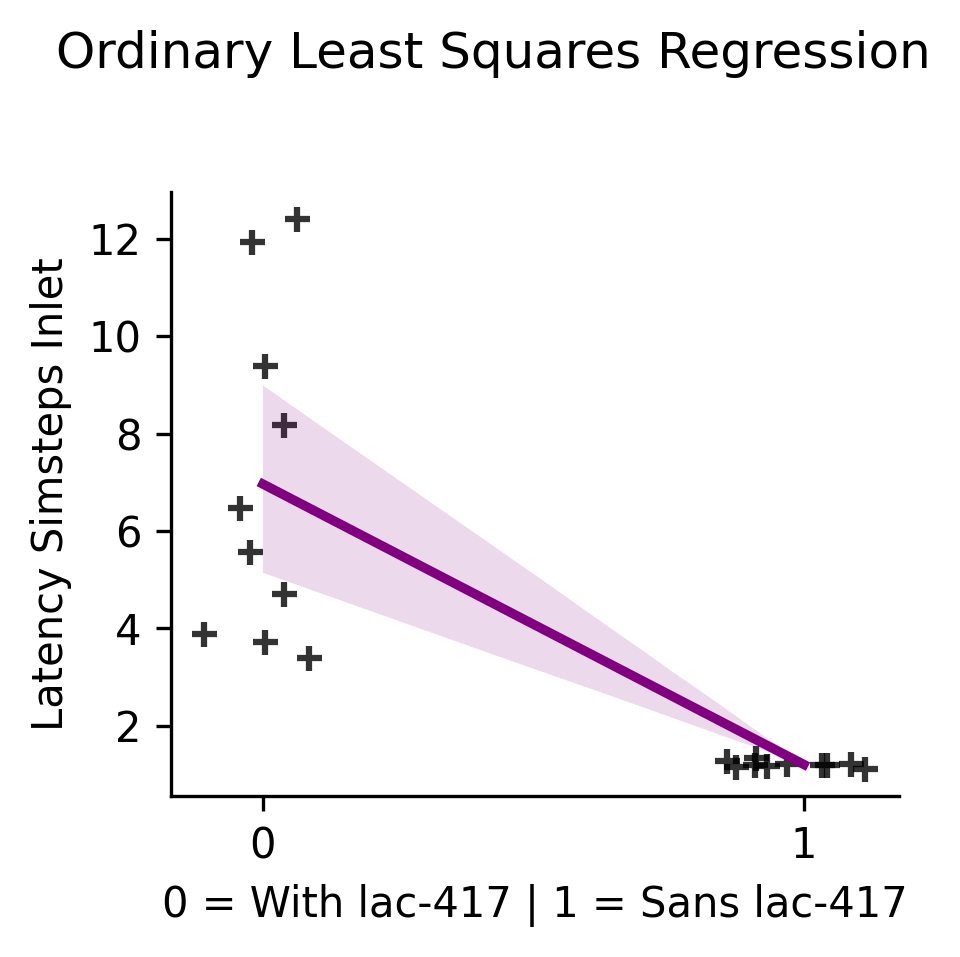 Ordinary Least Squares Regression
Latency Simsteps Inlet
12
10
8
6
4
2
0
1
0 = With lac-417 | 1 = Sans lac-417